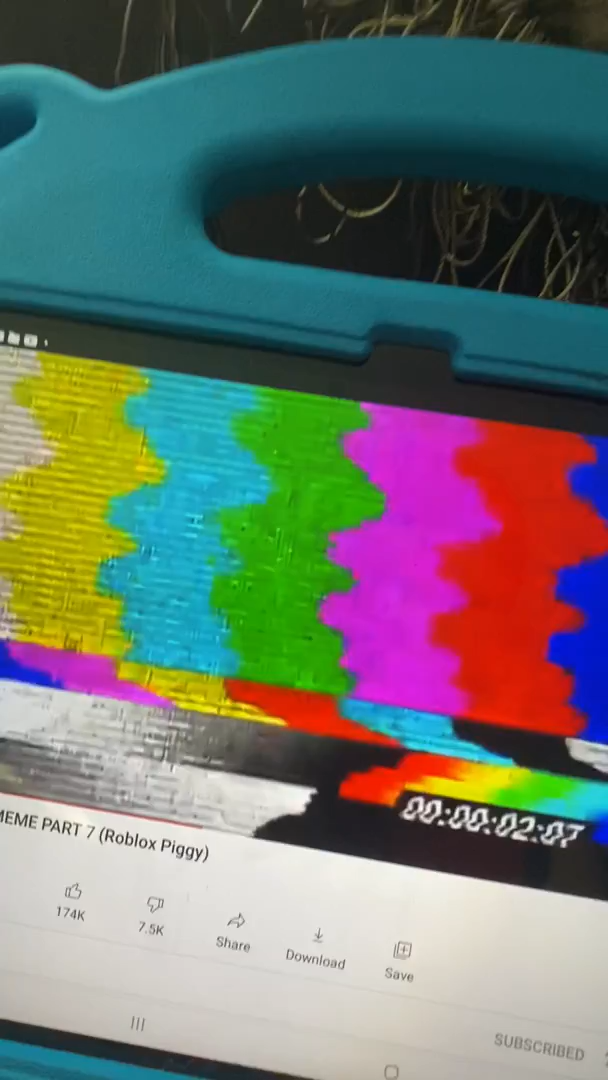 00:00:02:07
MEME PART 7 (Roblox Piggy)
174K
7.5K
Share
Download
Save
SUBSCRIBED